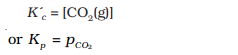 K´c = [CO2(g)]
or Kp = pCO2